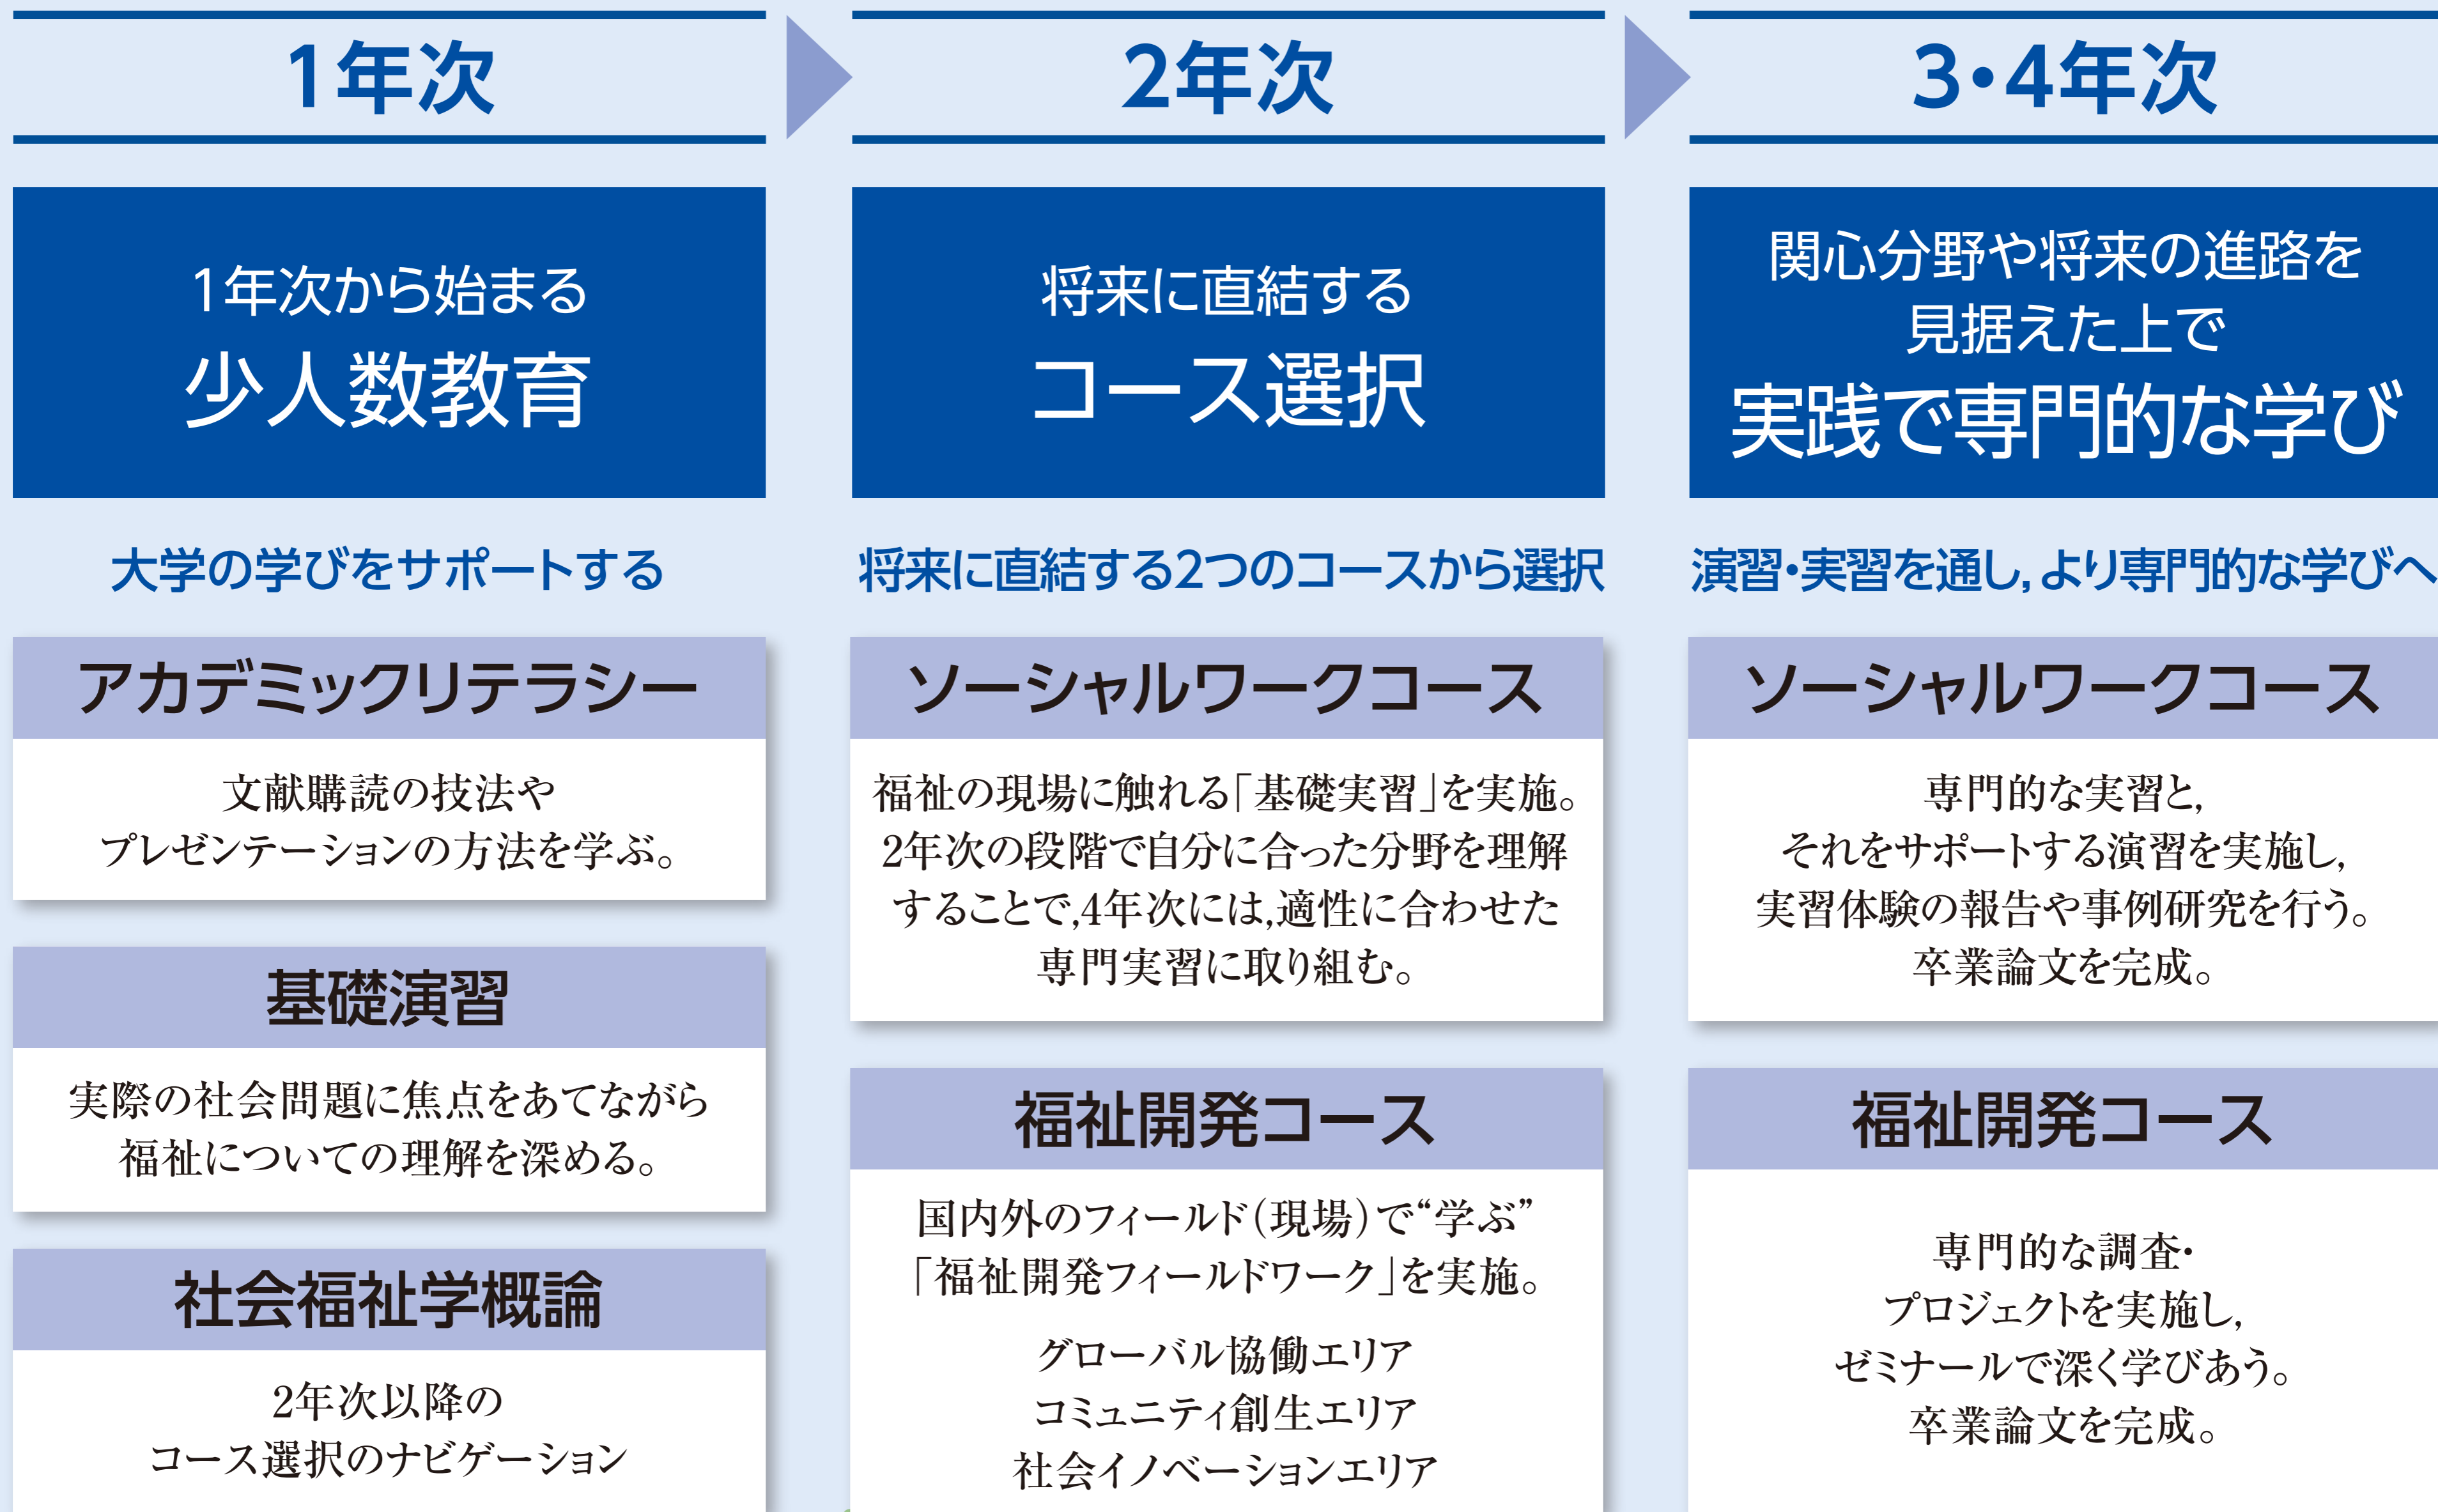 1年次
1年次から始まる
少人数教育
大学の学びをサポートする
アカデミックリテラシー
文献購読の技法や
プレゼンテーションの方法を学ぶ。
基礎演習
実際の社会問題に焦点をあてながら
福祉についての理解を深める。
社会福祉学概論
2年次以降の
コース選択のナビゲーション
2年次
将来に直結する
コース選択
将来に直結する2つのコースから選択
ソーシャルワークコース
福祉の現場に触れる「基礎実習」を実施。
2年次の段階で自分に合った分野を理解
することで,4年次には,適性に合わせた
専門実習に取り組む。
福祉開発コース
国内外のフィールド(現場)で“学ぶ”
「福祉開発フィールドワーク」を実施。
グローバル協働エリア
コミュニティ創生エリア
社会イノベーションエリア
3・4年次
関心分野や将来の進路を
見据えた上で
実践で専門的な学び
演習・実習を通し,より専門的な学びへ
ソーシャルワークコース
専門的な実習と,
それをサポートする演習を実施し,
実習体験の報告や事例研究を行う。
卒業論文を完成。
福祉開発コース
専門的な調査・
プロジェクトを実施し,
ゼミナールで深く学びあう。
卒業論文を完成。